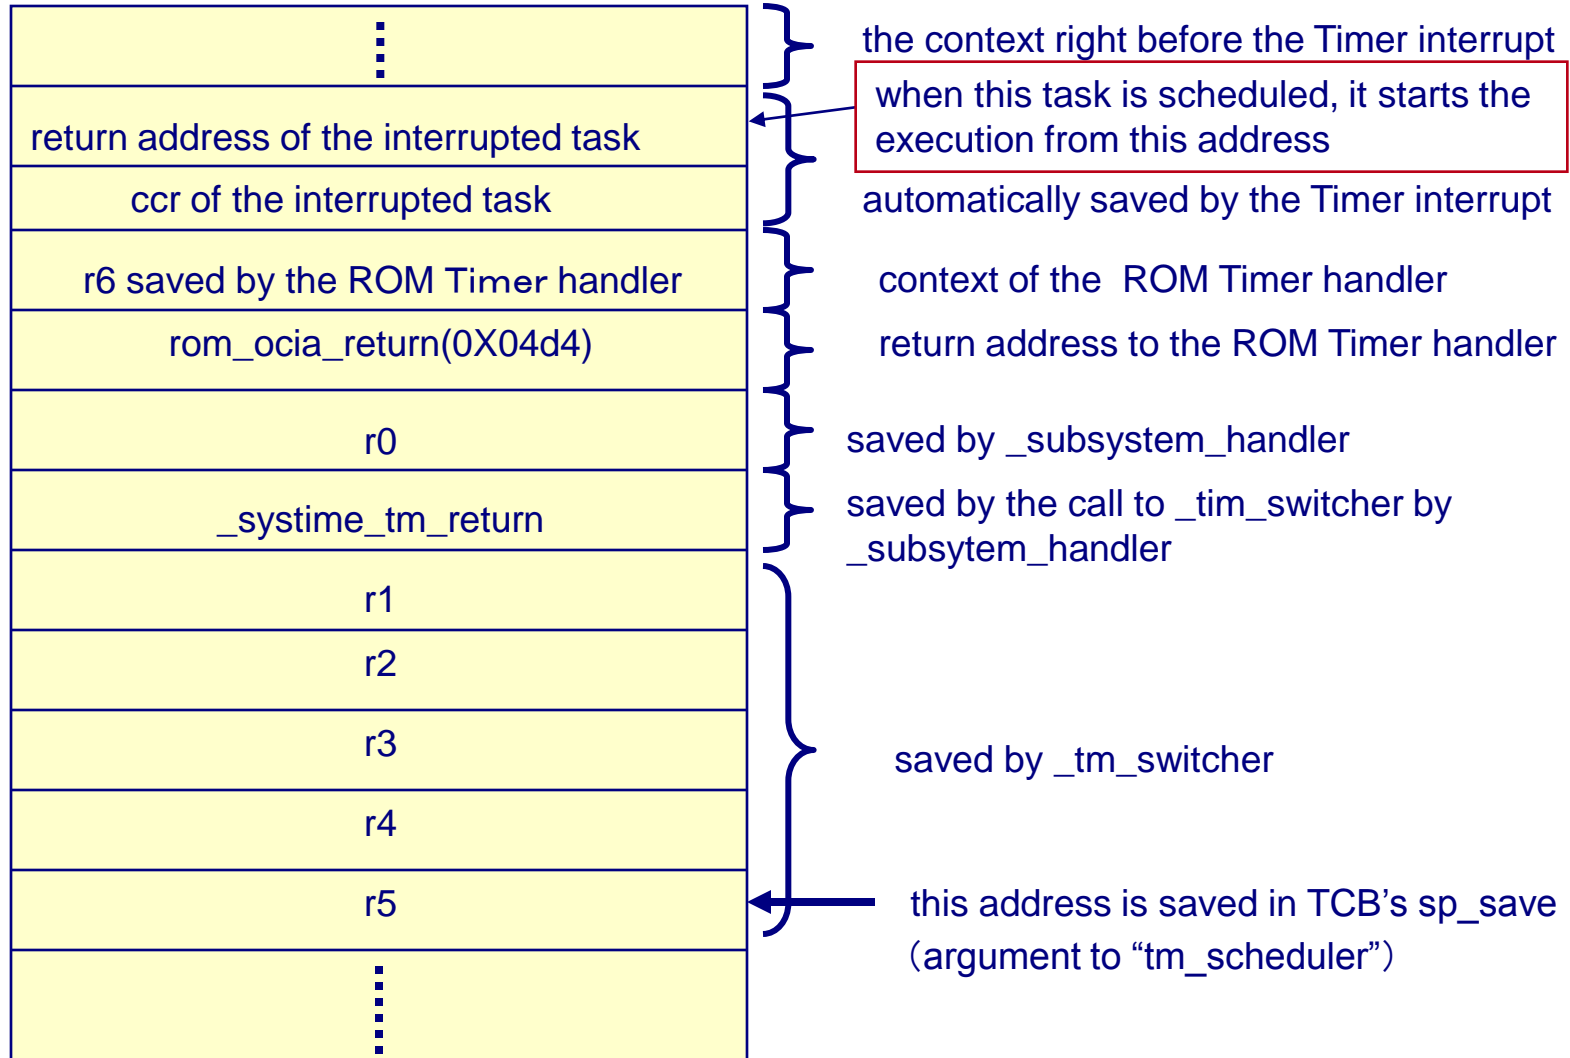 the context right before the Timer interrupt
when this task is scheduled, it starts the
execution from this address
return address of the interrupted task
ccr of the interrupted task
automatically saved by the Timer interrupt
r6 saved by the ROM Timer handler
context of the ROM Timer handler
rom_ocia_return(0X04d4)
return address to the ROM Timer handler
r0
saved by _subsystem_handler
_systime_tm_return
saved by the call to _tim_switcher by
_subsytem_handler
r1
r2
r3
saved by _tm_switcher
r4
r5
this address is saved in TCB’s sp_save
（argument to “tm_scheduler”）